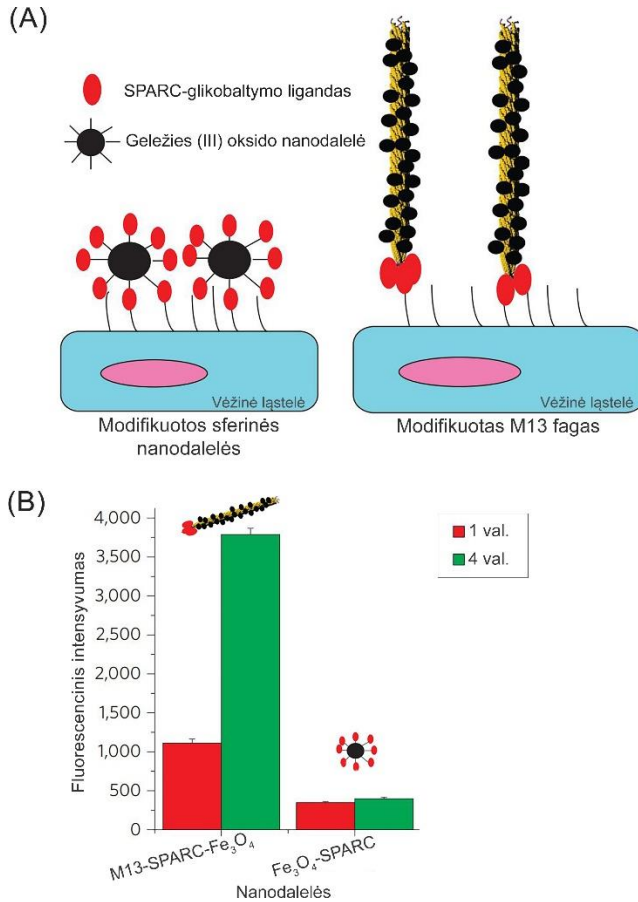 (A)
SPARC-glikobaltymo ligandas
Geležies (III) oksido nanodalelė
Vėžinė ląstelė
Modifikuotos sferinės
nanodalelės
Vėžinė ląstelė
Modifikuotas M13 fagas
(B)
4,000
3,500
3,000
2,500
2,000
1,500
1,000
500
0
Fluorescencinis intensyvumas
1 val.
4 val.
M13-SPARC-Fe₃O₄
Fe₃O₄-SPARC
Nanodalelės